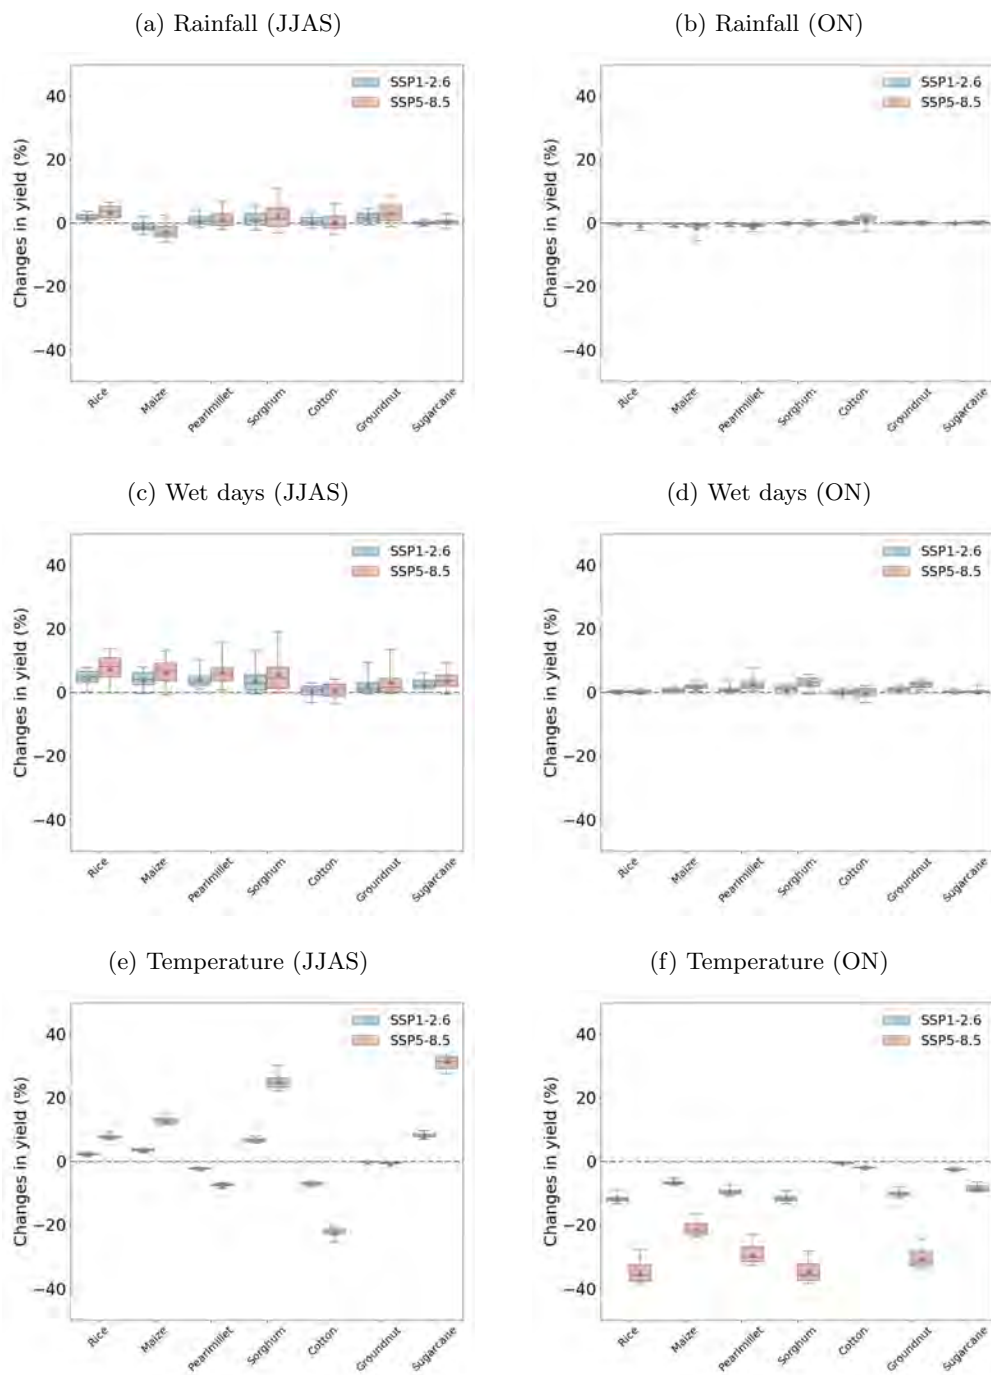 (a) Rainfall (JJAS)
SSP1-2.6
SSP5-8.5
Changes in yield (%)
40
20
0
−20
−40
Rice
Maize
Pearlmillet
Sorghum
Cotton
Groundnut
Sugarcane
(b) Rainfall (ON)
SSP1-2.6
SSP5-8.5
Changes in yield (%)
40
20
0
−20
−40
Rice
Maize
Pearlmillet
Sorghum
Cotton
Groundnut
Sugarcane
(c) Wet days (JJAS)
SSP1-2.6
SSP5-8.5
Changes in yield (%)
40
20
0
−20
−40
Rice
Maize
Pearlmillet
Sorghum
Cotton
Groundnut
Sugarcane
(d) Wet days (ON)
SSP1-2.6
SSP5-8.5
Changes in yield (%)
40
20
0
−20
−40
Rice
Maize
Pearlmillet
Sorghum
Cotton
Groundnut
Sugarcane
(e) Temperature (JJAS)
SSP1-2.6
SSP5-8.5
Changes in yield (%)
40
20
0
−20
−40
Rice
Maize
Pearlmillet
Sorghum
Cotton
Groundnut
Sugarcane
(f) Temperature (ON)
SSP1-2.6
SSP5-8.5
Changes in yield (%)
40
20
0
−20
−40
Rice
Maize
Pearlmillet
Sorghum
Cotton
Groundnut
Sugarcane